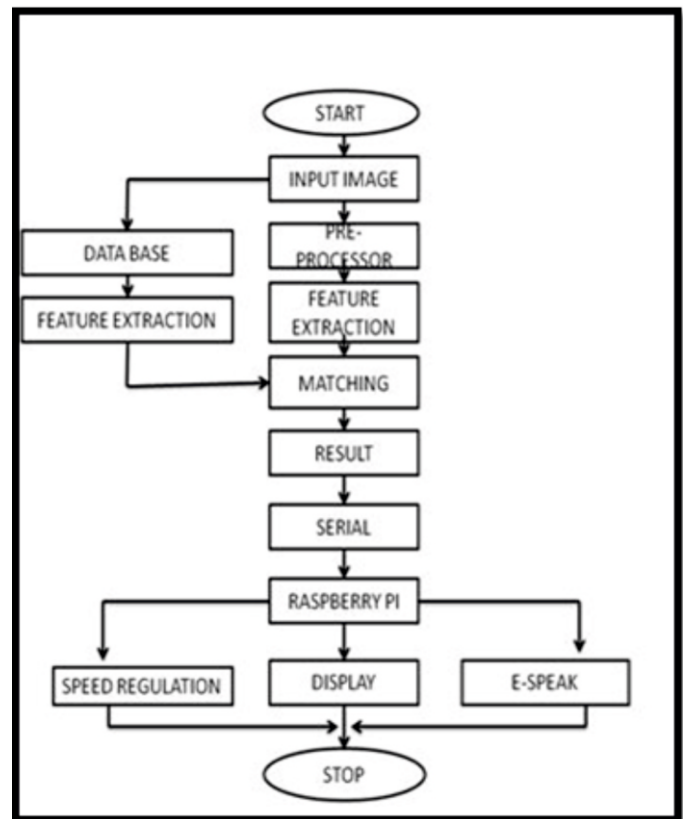 START
INPUT IMAGE
DATA BASE
PRE-
PROCESSOR
FEATURE EXTRACTION
FEATURE
EXTRACTION
MATCHING
RESULT
SERIAL
RASPBERRY PI
SPEED REGULATION
DISPLAY
E-SPEAK
STOP